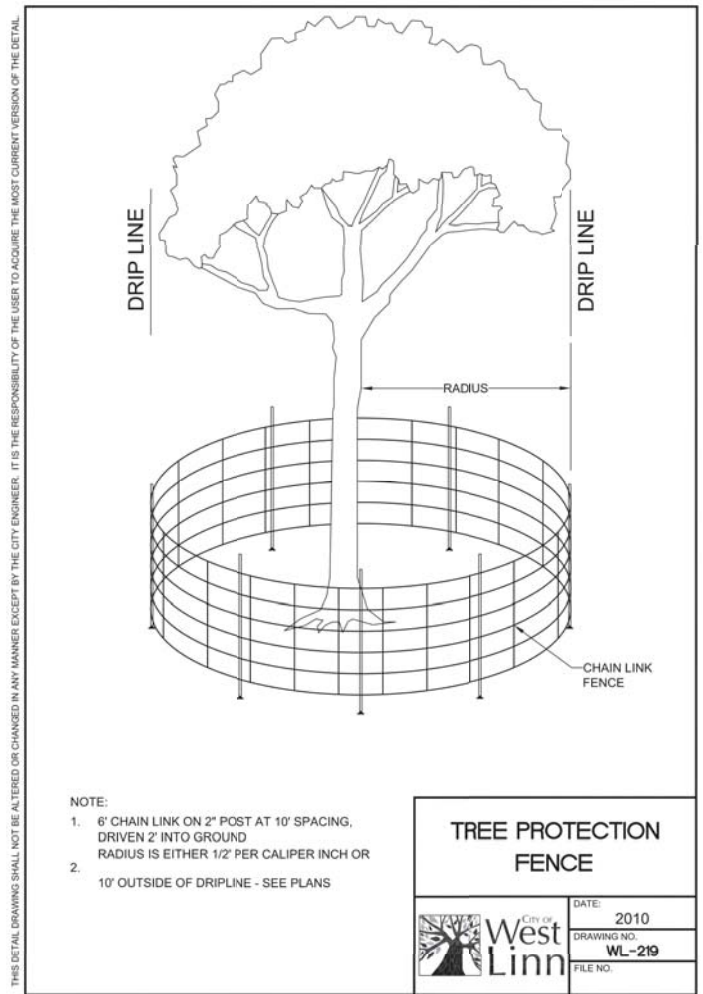 THIS DETAIL DRAWING SHALL NOT BE ALTERED OR CHANGED IN ANY MANNER EXCEPT BY THE CITY ENGINEER. IT IS THE RESPONSIBILITY OF THE USER TO ACQUIRE THE MOST CURRENT VERSION OF THE DETAIL.
DRIP LINE
DRIP LINE
RADIUS
CHAIN LINK
FENCE
NOTE:
1. 6' CHAIN LINK ON 2" POST AT 10' SPACING,
DRIVEN 2' INTO GROUND
RADIUS IS EITHER 1/2' PER CALIPER INCH OR
2.
10' OUTSIDE OF DRIPLINE - SEE PLANS
TREE PROTECTION
FENCE
CITY OF
West
Linn
DATE:
2010
DRAWING NO.
WL-219
FILE NO.